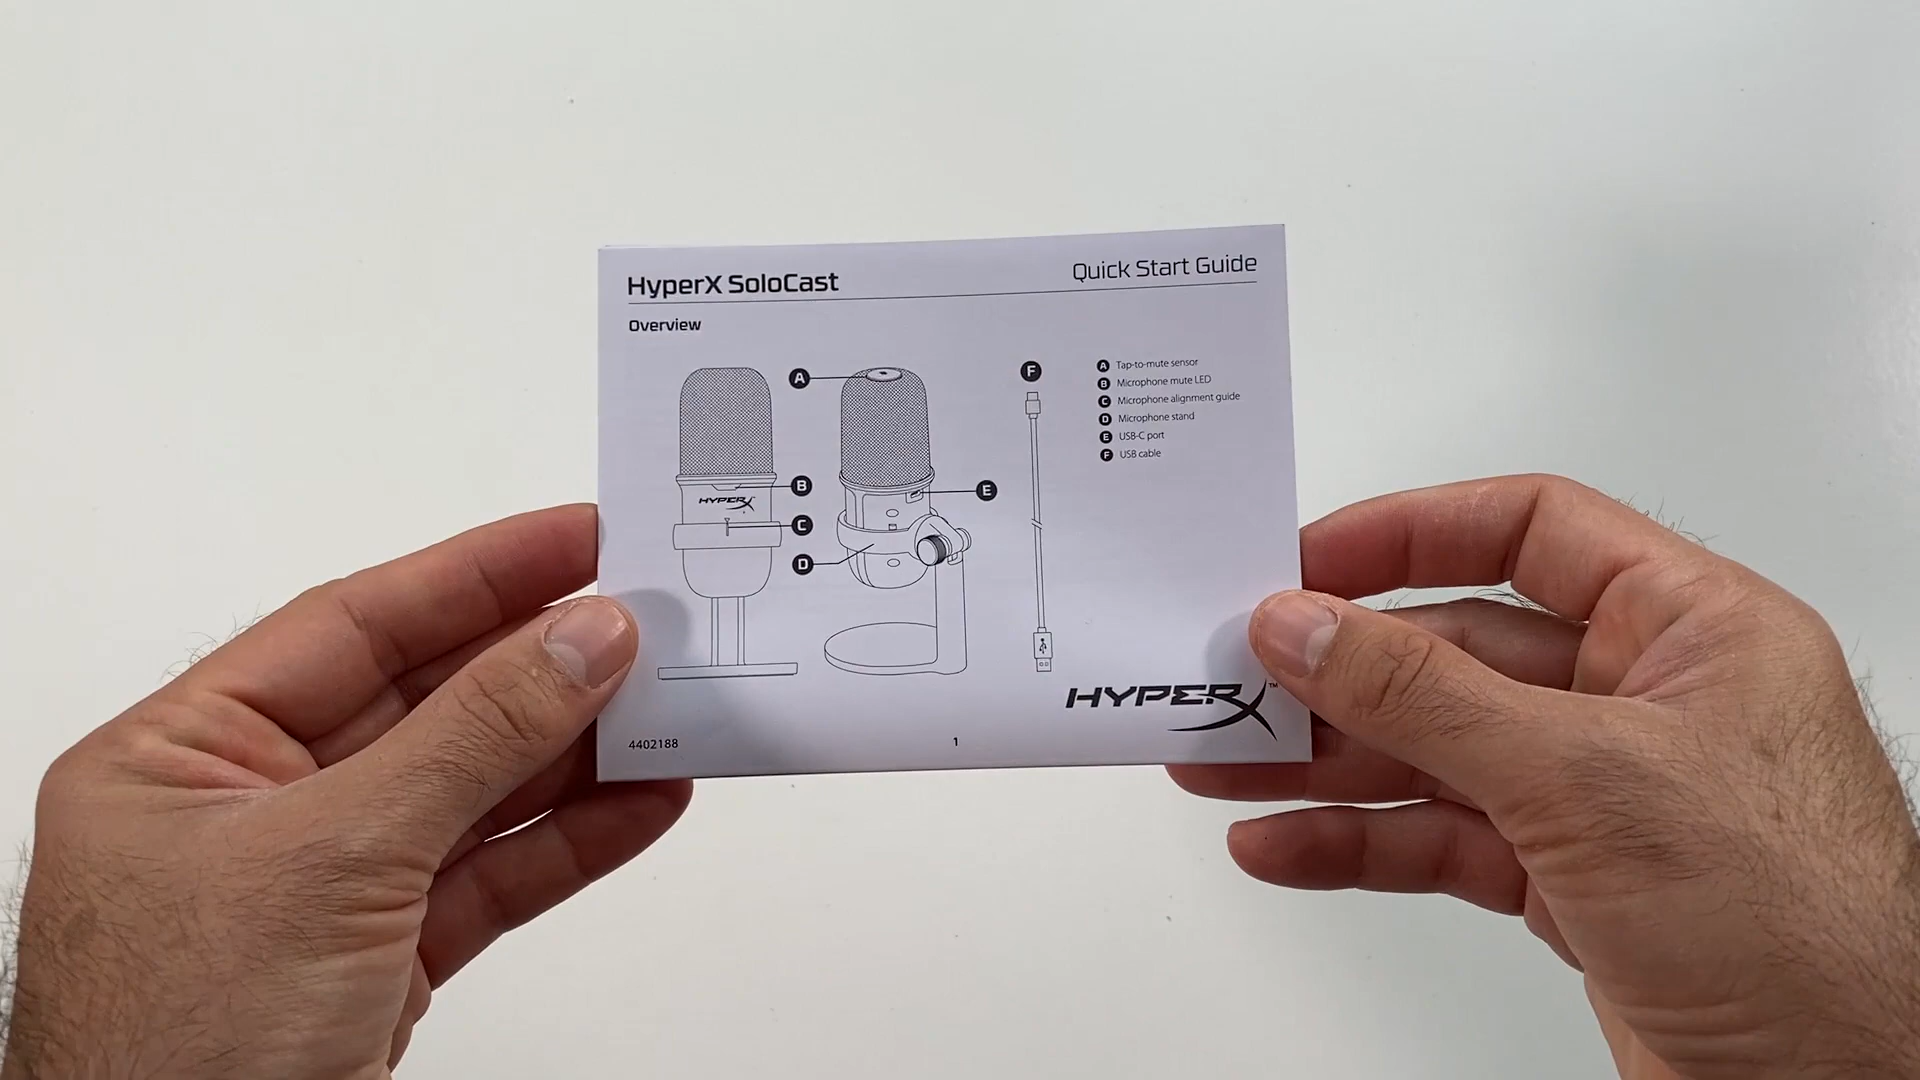 HyperX SoloCast
Quick Start Guide
Overview
A
B
C
D
E
F
HYPERX
A Tap-to-mute sensor
B Microphone mute LED
C Microphone alignment guide
D Microphone stand
E USB-C port
F USB cable
HYPERX™
4402188
1